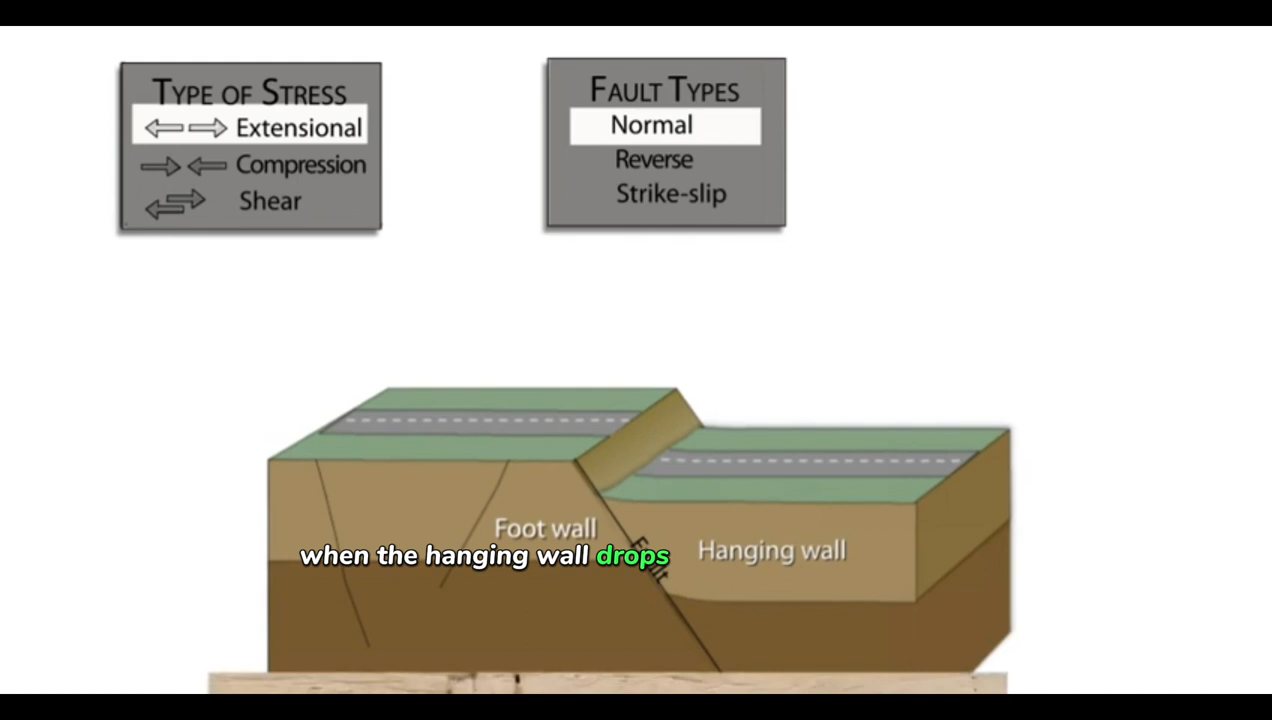 TYPE OF STRESS
Extensional
Compression
Shear
FAULT TYPES
Normal
Reverse
Strike-slip
Foot wall
Fault
Hanging wall
when the hanging wall drops